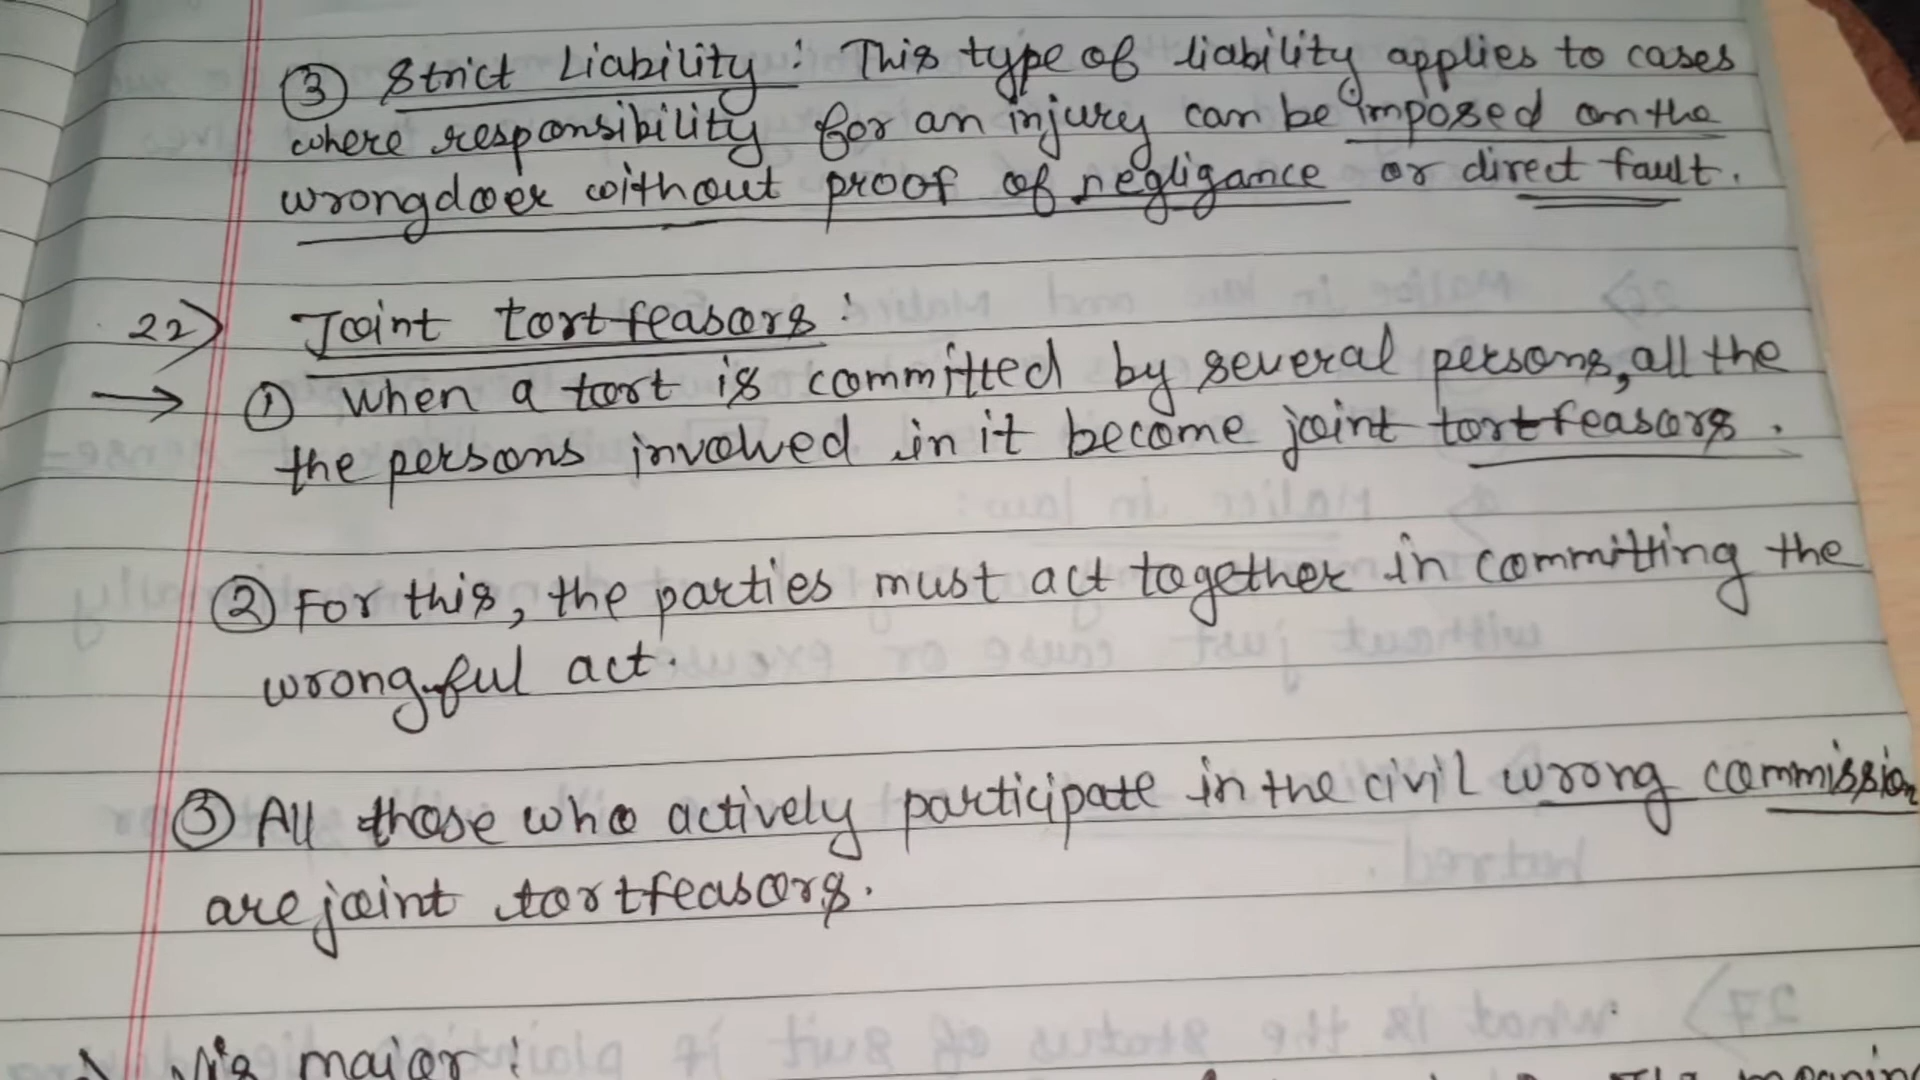 ③ Strict Liability : This type of liability applies to cases
where responsibility for an injury can be imposed on the
wrongdoer without proof of negligance or direct fault.
22) Joint tortfeasors :
→ ① When a tort is committed by several persons, all the
the persons involved in it become joint tortfeasors.
② For this, the parties must act together in committing the
wrongful act.
③ All those who actively participate in the civil wrong commission
are joint tortfeasors.
Vis major :